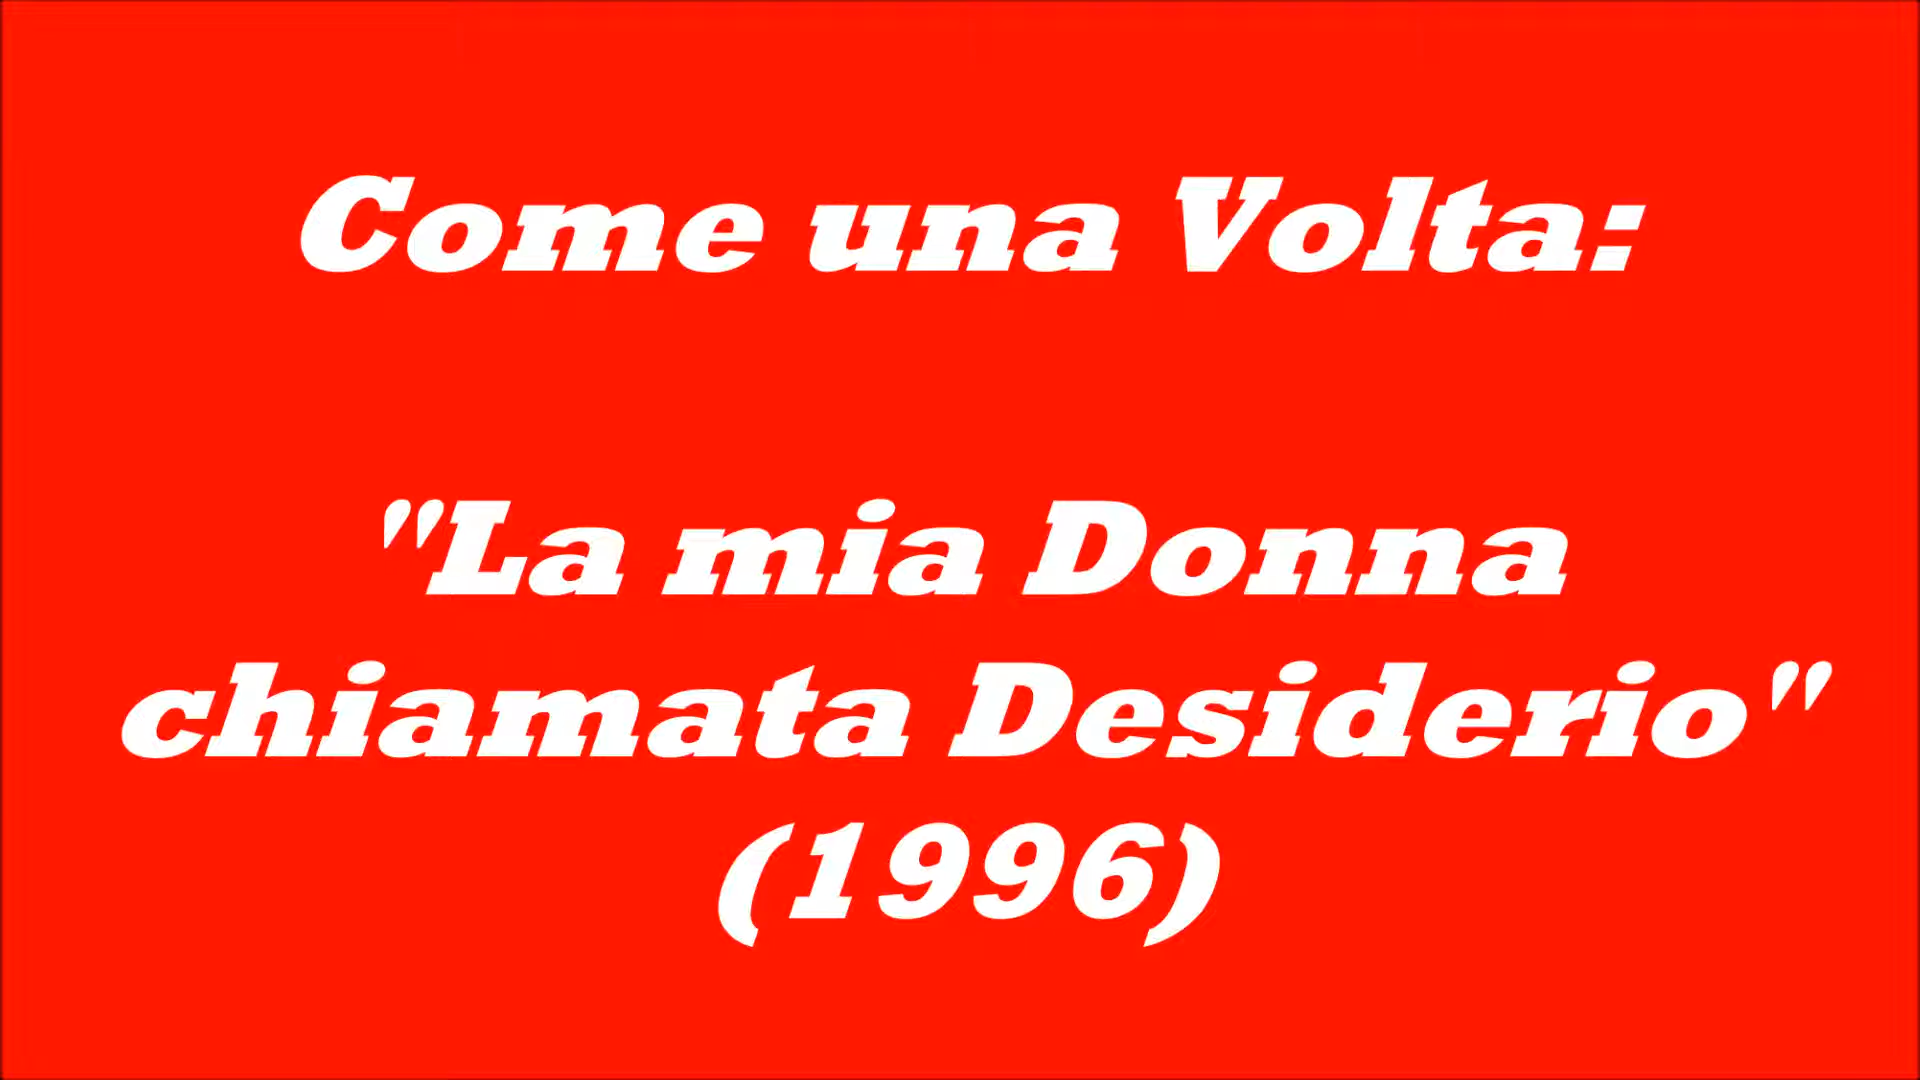 Come una Volta:
"La mia Donna
chiamata Desiderio"
(1996)